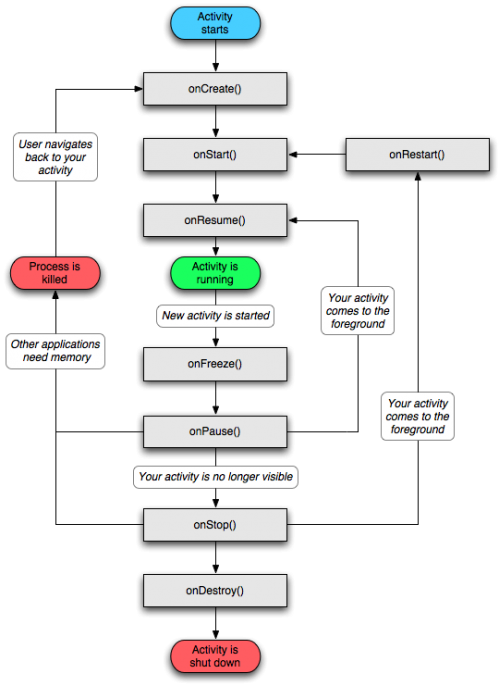 Activity
starts
onCreate()
User navigates
back to your
activity
onStart()
onRestart()
onResume()
Process is
killed
Activity is
running
New activity is started
Your activity
comes to the
foreground
Other applications
need memory
onFreeze()
Your activity
comes to the
foreground
onPause()
Your activity is no longer visible
onStop()
onDestroy()
Activity is
shut down